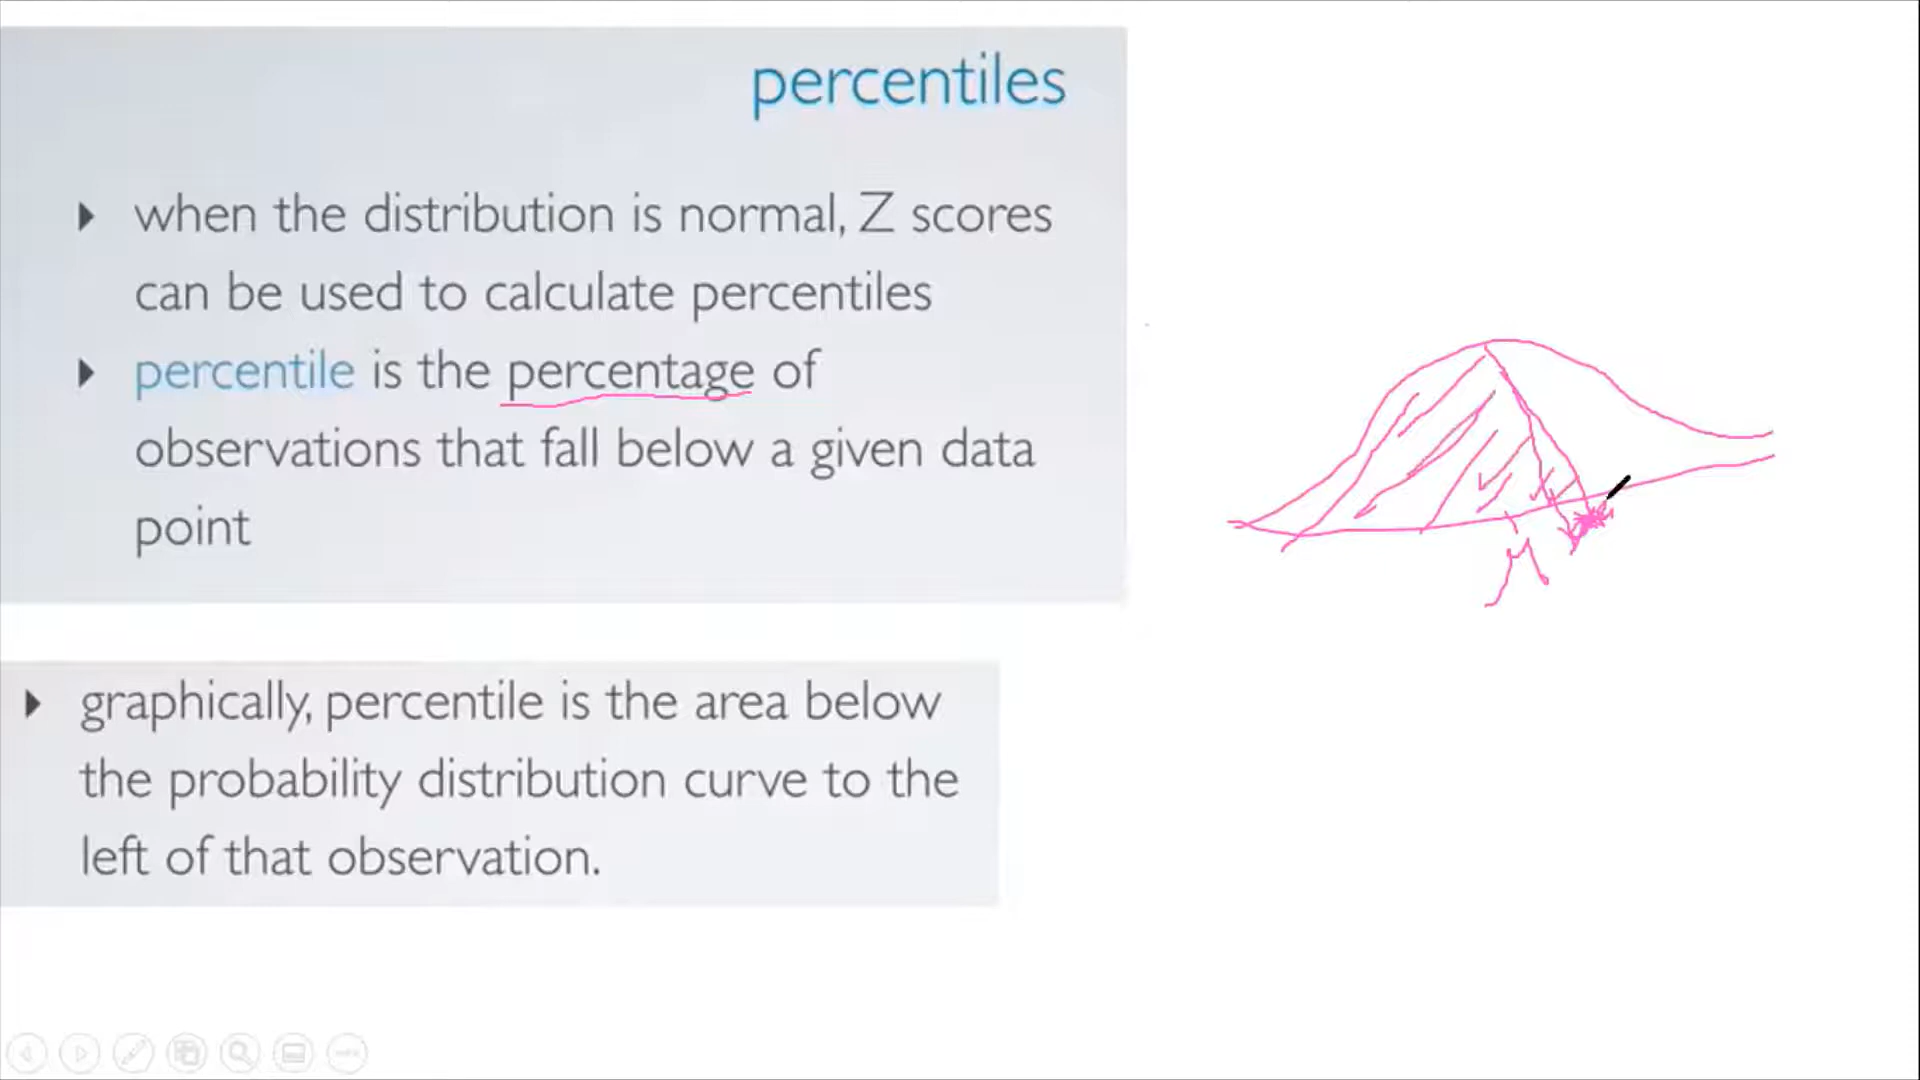 percentiles
when the distribution is normal, Z scores
can be used to calculate percentiles
percentile is the percentage of
observations that fall below a given data
point
graphically, percentile is the area below
the probability distribution curve to the
left of that observation.